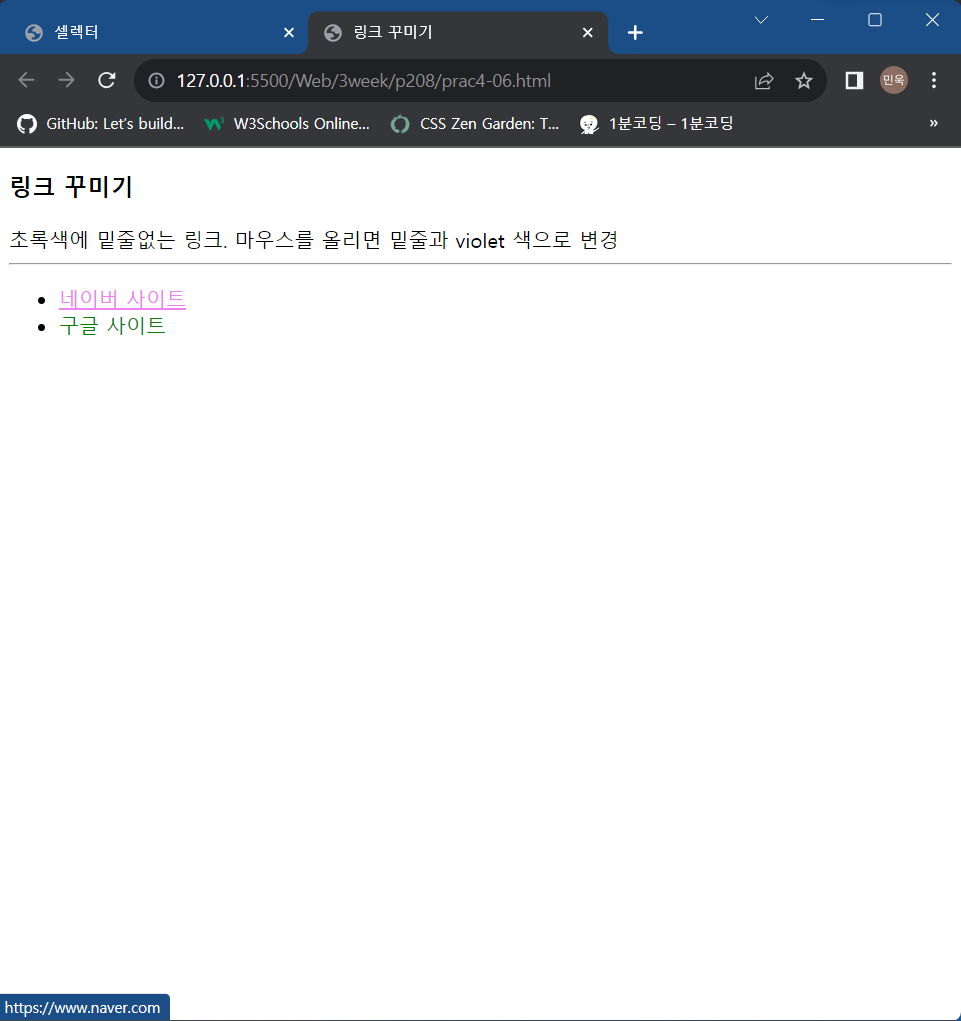 셀렉터
링크 꾸미기
127.0.0.1:5500/Web/3week/p208/prac4-06.html
민욱
GitHub: Let's build...
W3Schools Online...
CSS Zen Garden: T...
1분코딩 – 1분코딩
»
링크 꾸미기
초록색에 밑줄없는 링크. 마우스를 올리면 밑줄과 violet 색으로 변경
• 네이버 사이트
• 구글 사이트
https://www.naver.com